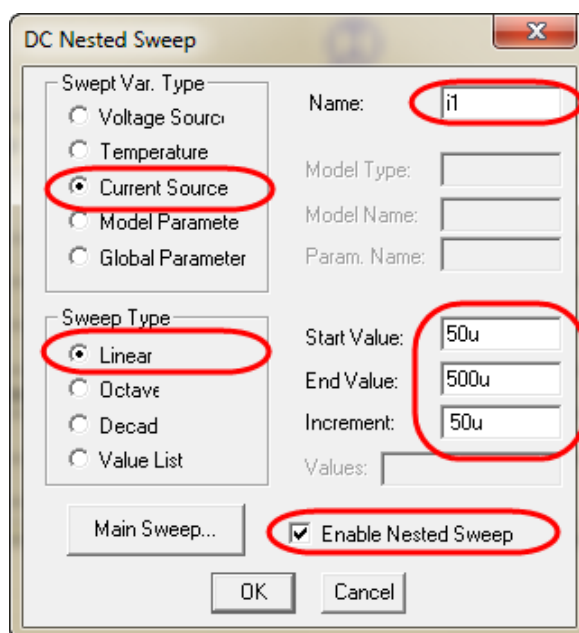 DC Nested Sweep
Swept Var. Type
Voltage Sourc
Temperature
Current Source
Model Paramete
Global Parameter
Name: i1
Model Type:
Model Name:
Param. Name:
Sweep Type
Linear
Octave
Decad
Value List
Start Value: 50u
End Value: 500u
Increment: 50u
Values:
Main Sweep...
Enable Nested Sweep
OK
Cancel